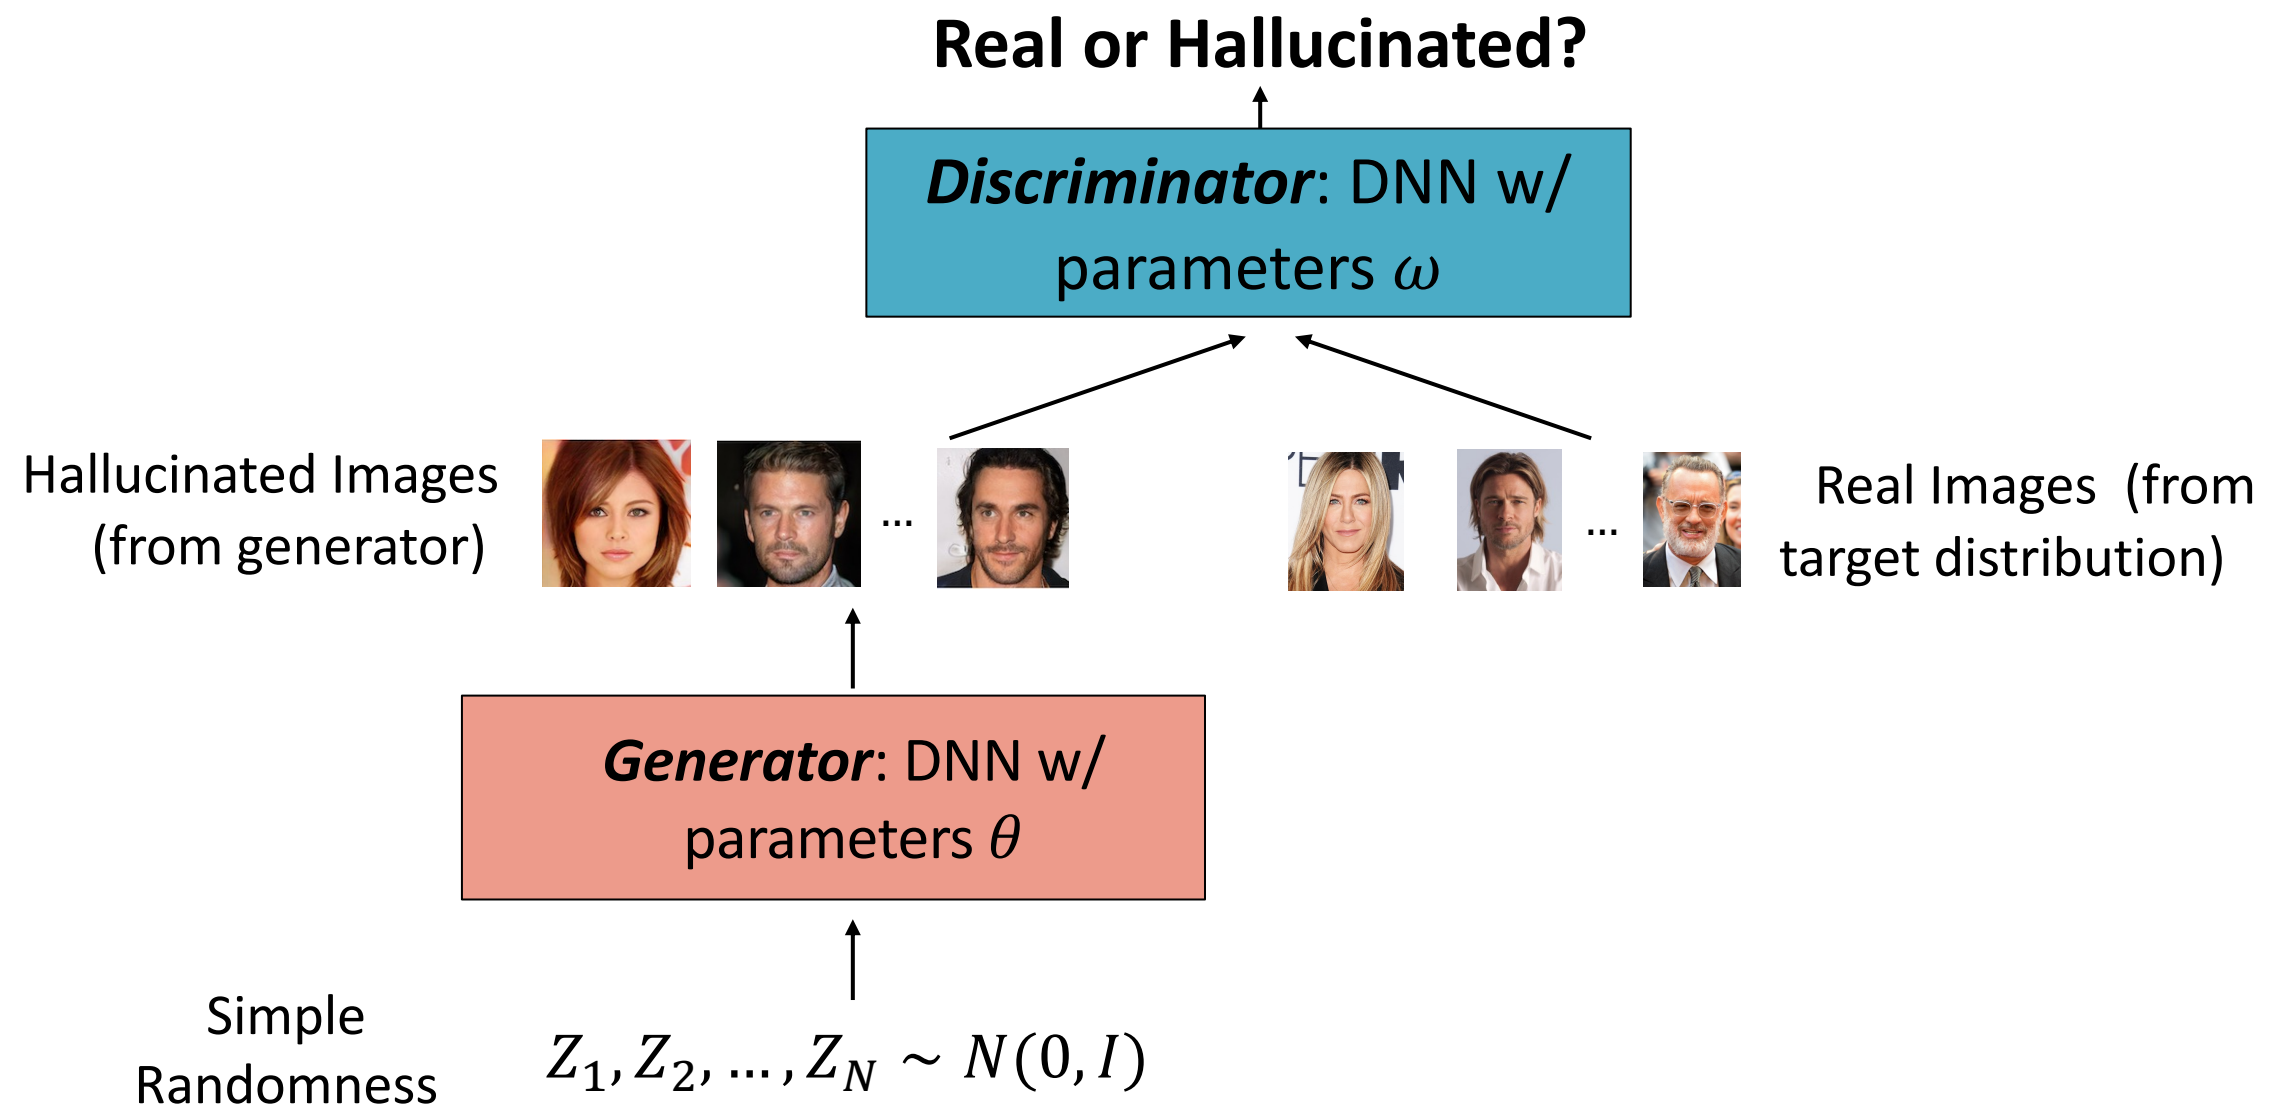 Real or Hallucinated?
Discriminator: DNN w/
parameters ω
Hallucinated Images
(from generator)
...
...
Real Images (from
target distribution)
Generator: DNN w/
parameters θ
Simple
Randomness
Z₁, Z₂, … , Z_N ~ N(0, I)